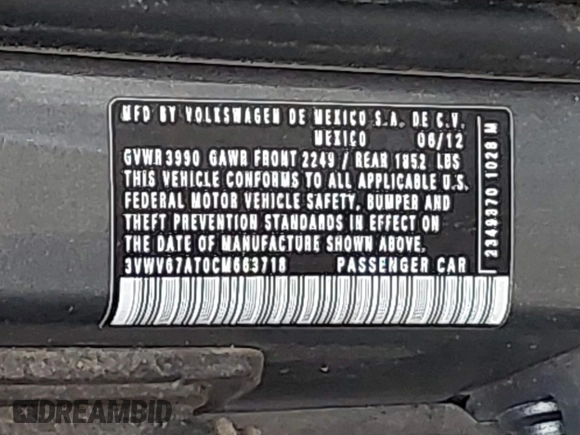 MFD BY VOLKSWAGEN DE MEXICO S.A. DE C.V.
MEXICO 06/12
GVWR 3990 GAWR FRONT 2249 / REAR 1852 LBS
THIS VEHICLE CONFORMS TO ALL APPLICABLE U.S.
FEDERAL MOTOR VEHICLE SAFETY, BUMPER AND
THEFT PREVENTION STANDARDS IN EFFECT ON
THE DATE OF MANUFACTURE SHOWN ABOVE.
3VWV67AT0CM663718 PASSENGER CAR
2349370 1028 M
DREAMBID